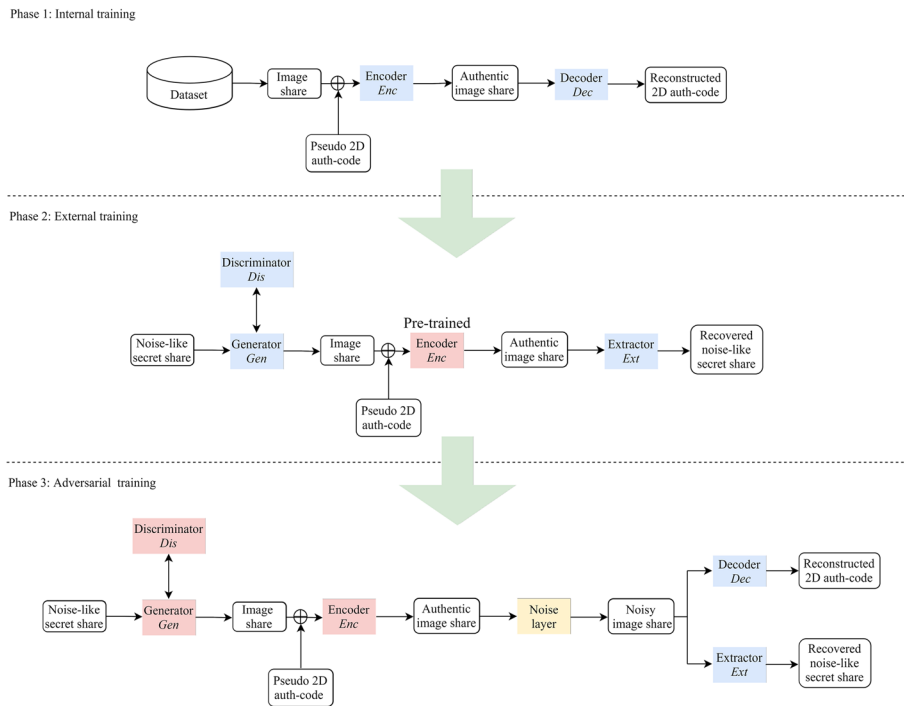 Phase 1: Internal training
Dataset
Image
share
Encoder
Enc
Authentic
image share
Decoder
Dec
Reconstructed
2D auth-code
Pseudo 2D
auth-code
Phase 2: External training
Discriminator
Dis
Pre-trained
Noise-like
secret share
Generator
Gen
Image
share
Encoder
Enc
Authentic
image share
Extractor
Ext
Recovered
noise-like
secret share
Pseudo 2D
auth-code
Phase 3: Adversarial training
Discriminator
Dis
Noise-like
secret share
Generator
Gen
Image
share
Encoder
Enc
Authentic
image share
Noise
layer
Noisy
image share
Decoder
Dec
Reconstructed
2D auth-code
Extractor
Ext
Recovered
noise-like
secret share
Pseudo 2D
auth-code